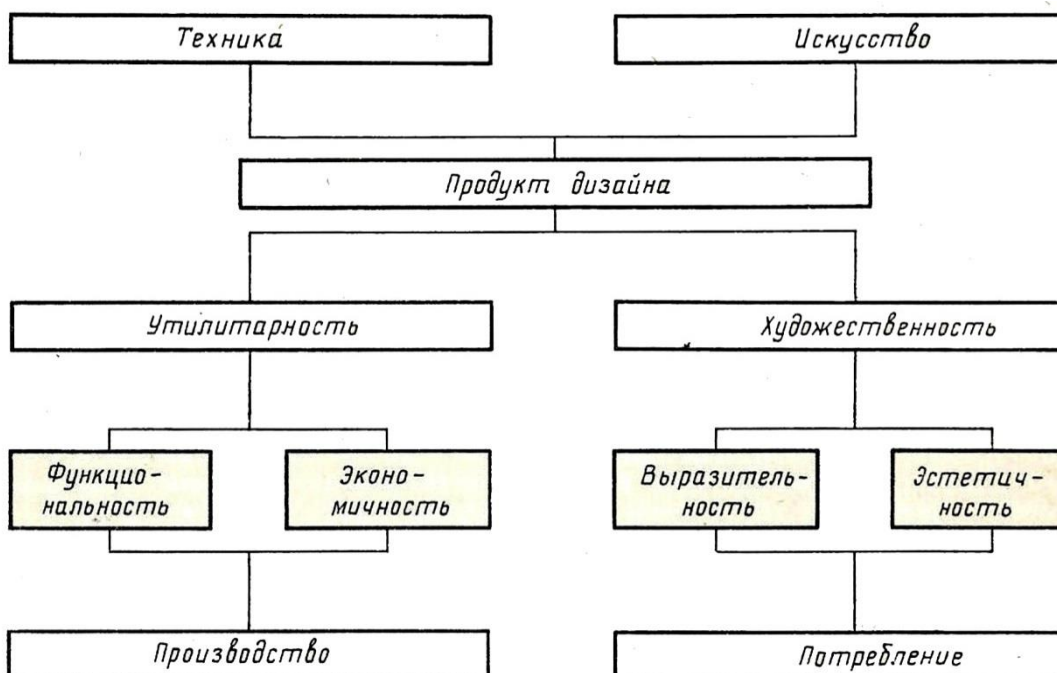 Техника
Искусство
Продукт дизайна
Утилитарность
Художественность
Функцио-
нальность
Эконо-
мичность
Выразитель-
ность
Эстетич-
ность
Производство
Потребление